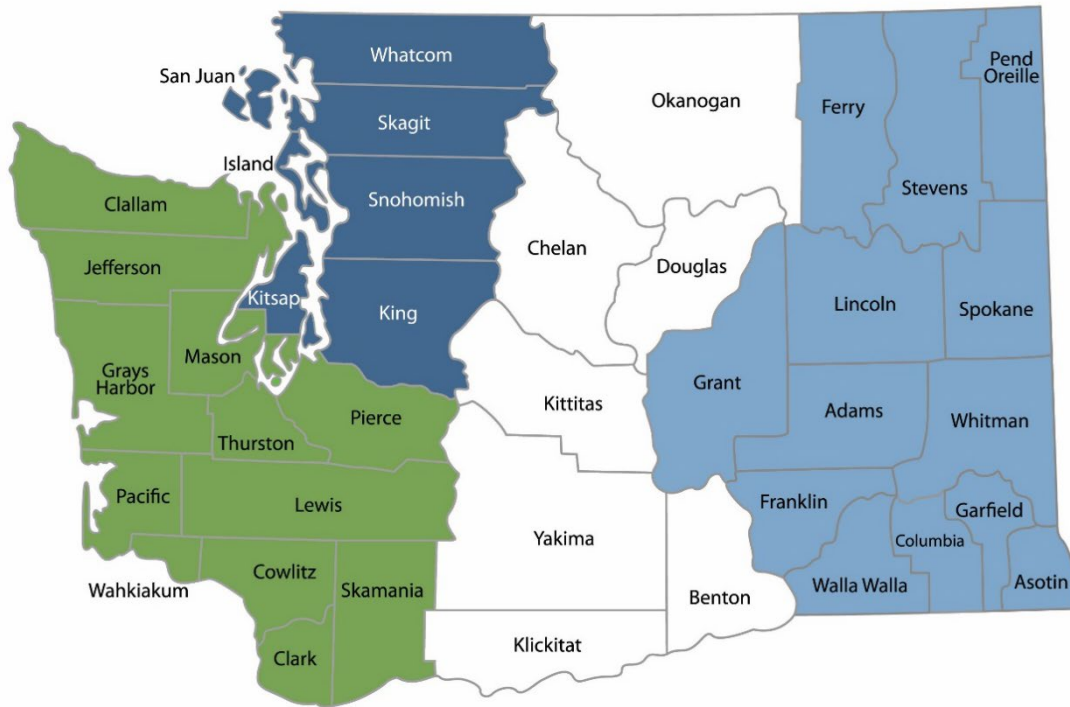 Whatcom
San Juan
Pend
Oreille
Okanogan
Ferry
Skagit
Island
Stevens
Snohomish
Clallam
Chelan
Jefferson
Douglas
Kitsap
Lincoln
Spokane
King
Mason
Grays
Harbor
Grant
Kittitas
Adams
Pierce
Whitman
Thurston
Pacific
Lewis
Franklin
Garfield
Yakima
Columbia
Cowlitz
Wahkiakum
Skamania
Walla Walla
Asotin
Benton
Klickitat
Clark